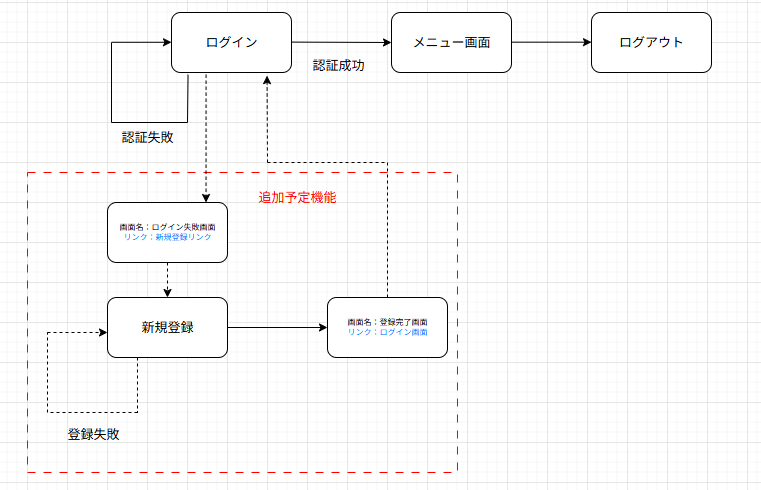 ログイン
メニュー画面
ログアウト
認証成功
認証失敗
追加予定機能
画面名：ログイン失敗画面
リンク：新規登録リンク
新規登録
画面名：登録完了画面
リンク：ログイン画面
登録失敗